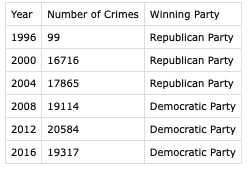 Year Number of Crimes Winning Party
1996 99 Republican Party
2000 16716 Republican Party
2004 17865 Republican Party
2008 19114 Democratic Party
2012 20584 Democratic Party
2016 19317 Democratic Party